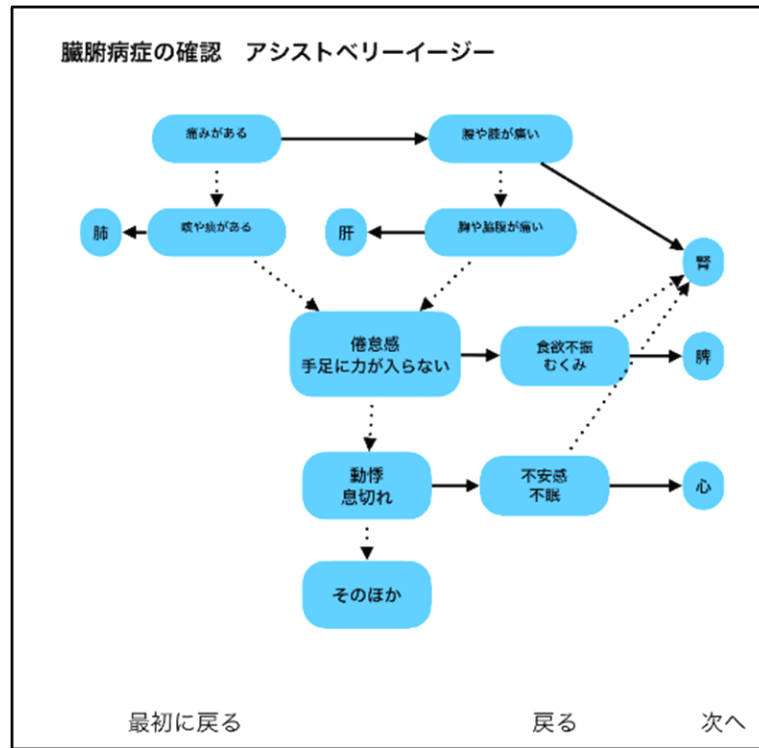 臓腑病症の確認　アシストベリーイージー
痛みがある
腰や膝が痛い
肺
咳や痰がある
肝
胸や脇腹が痛い
腎
倦怠感
手足に力が入らない
食欲不振
むくみ
脾
動悸
息切れ
不安感
不眠
心
そのほか
最初に戻る
戻る
次へ